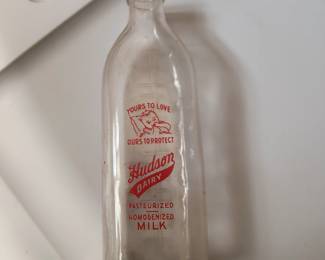 YOURS TO LOVE
OURS TO PROTECT
Hudson
DAIRY
PASTEURIZED
HOMOGENIZED
MILK